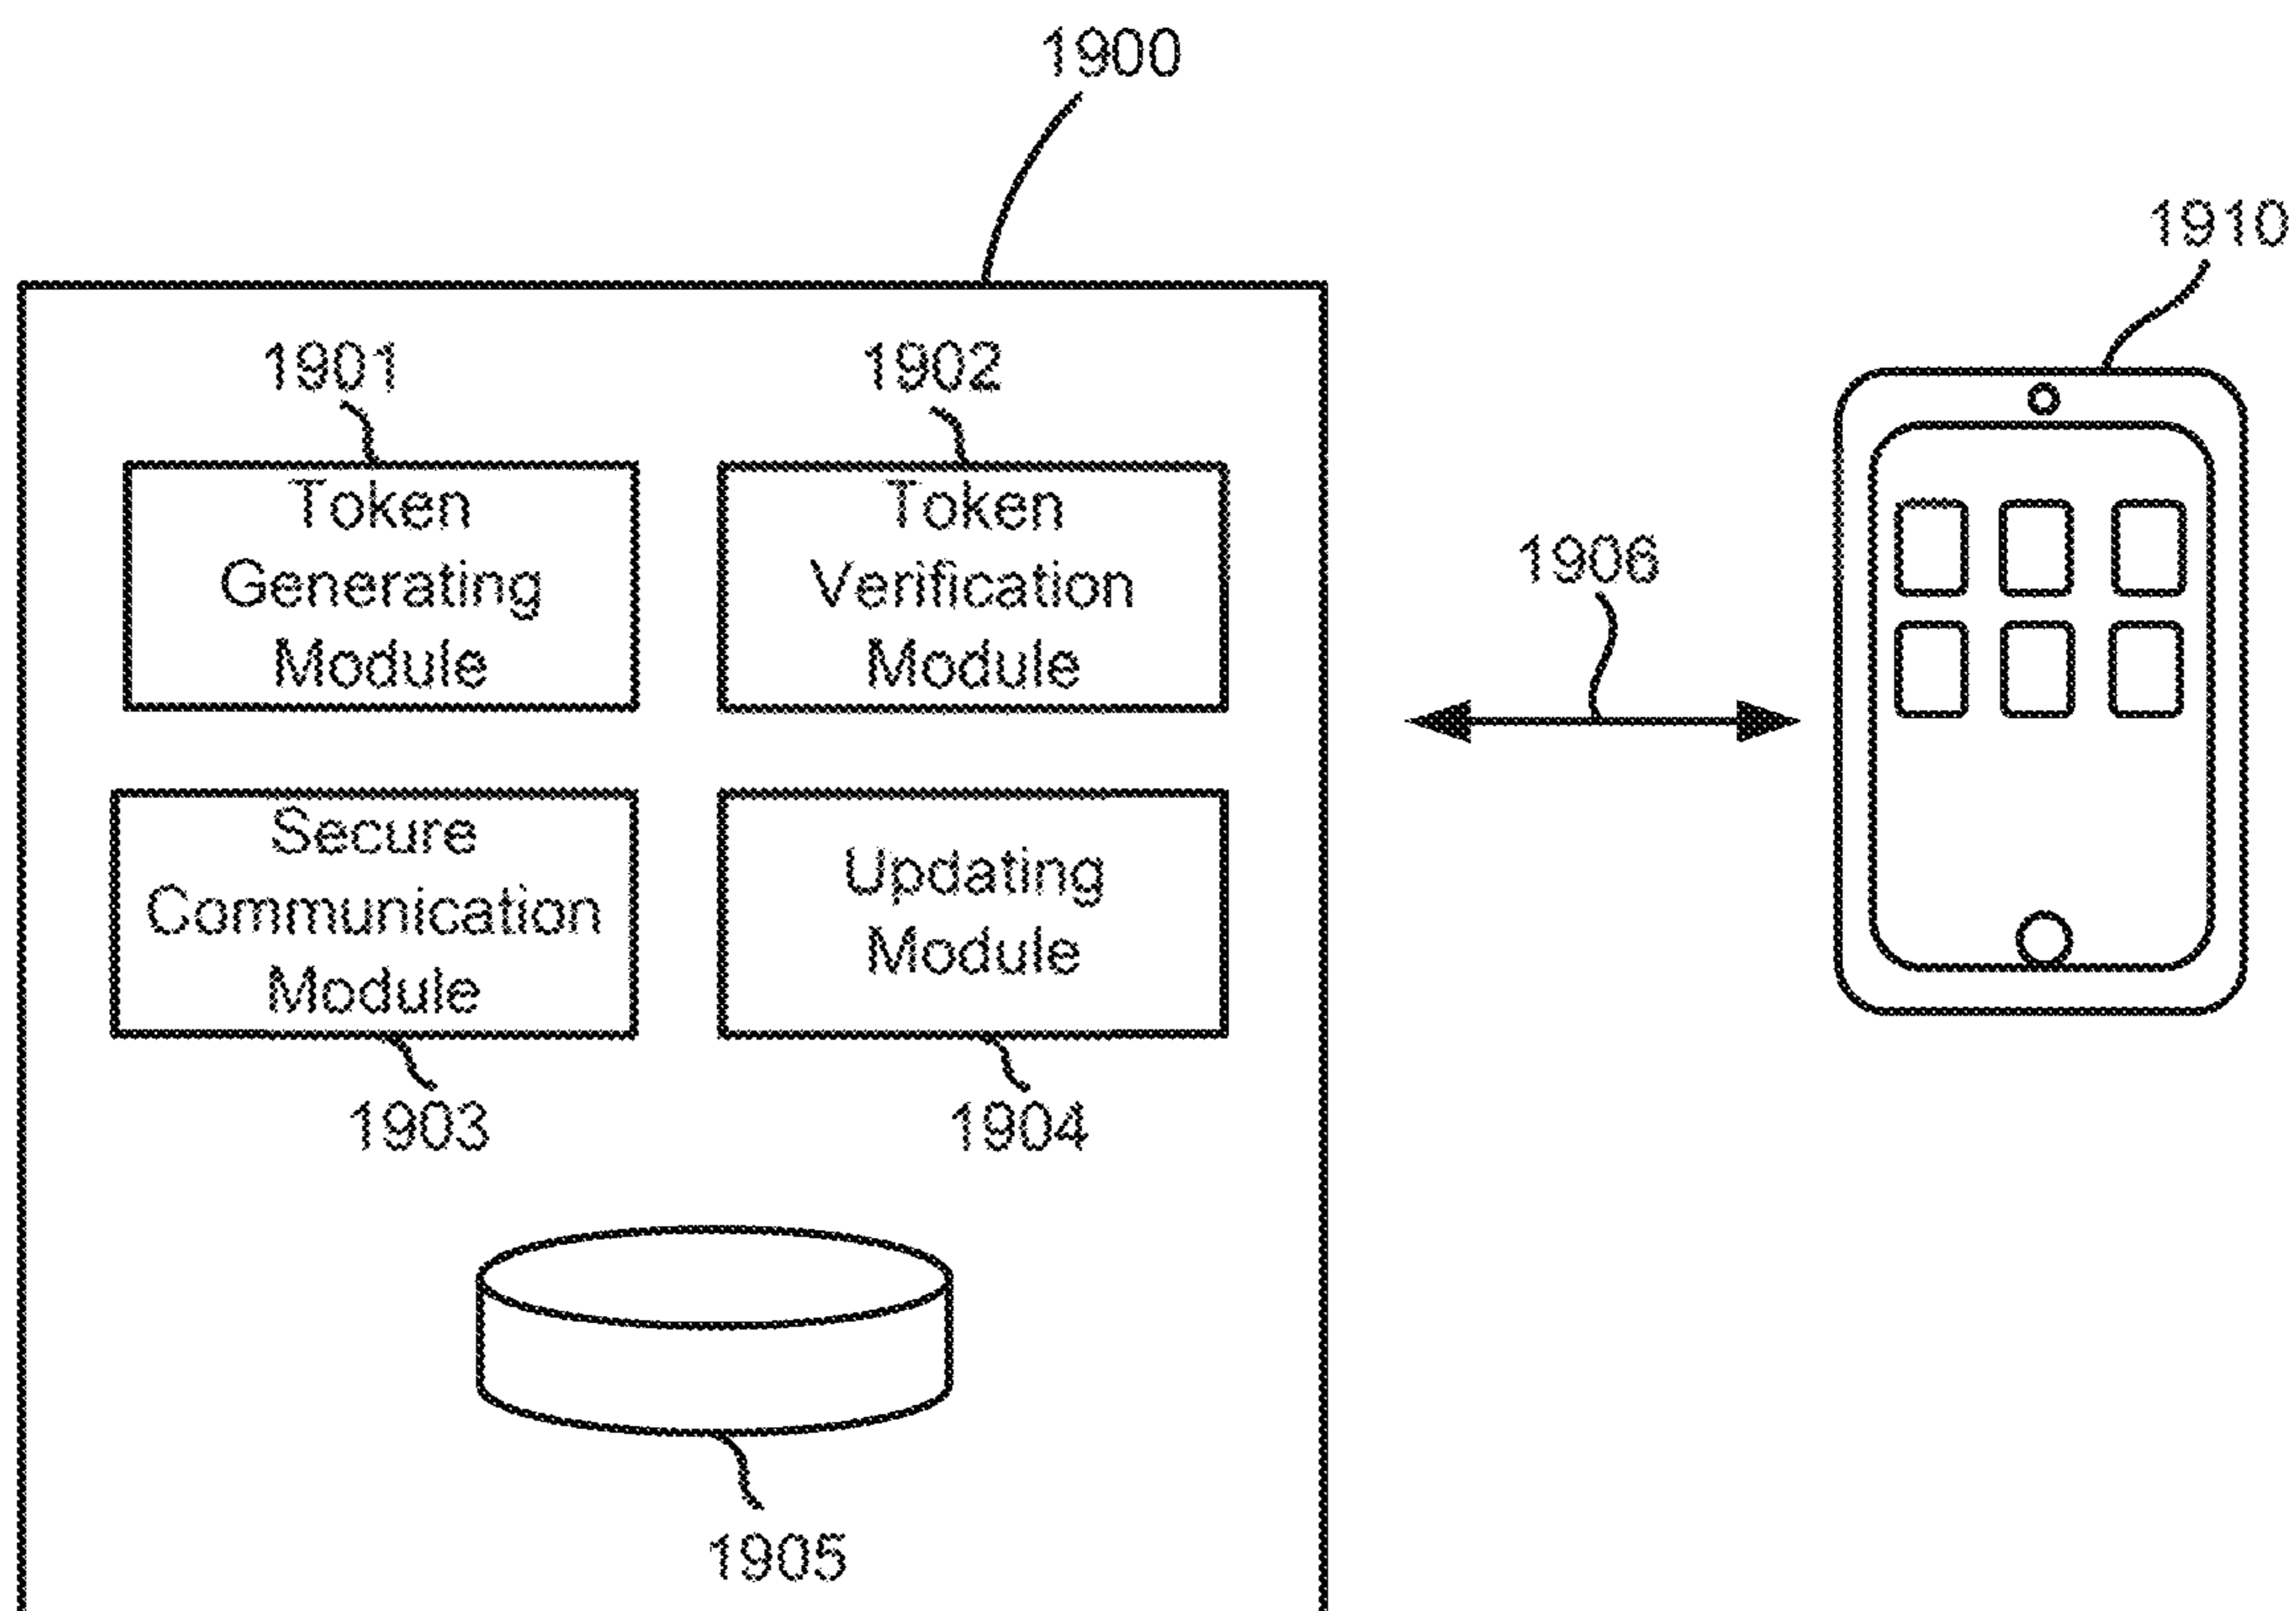 1900
1910
1901
1902
Token
Generating
Module
Token
Verification
Module
1906
Secure
Communication
Module
Updating
Module
1903
1904
1905